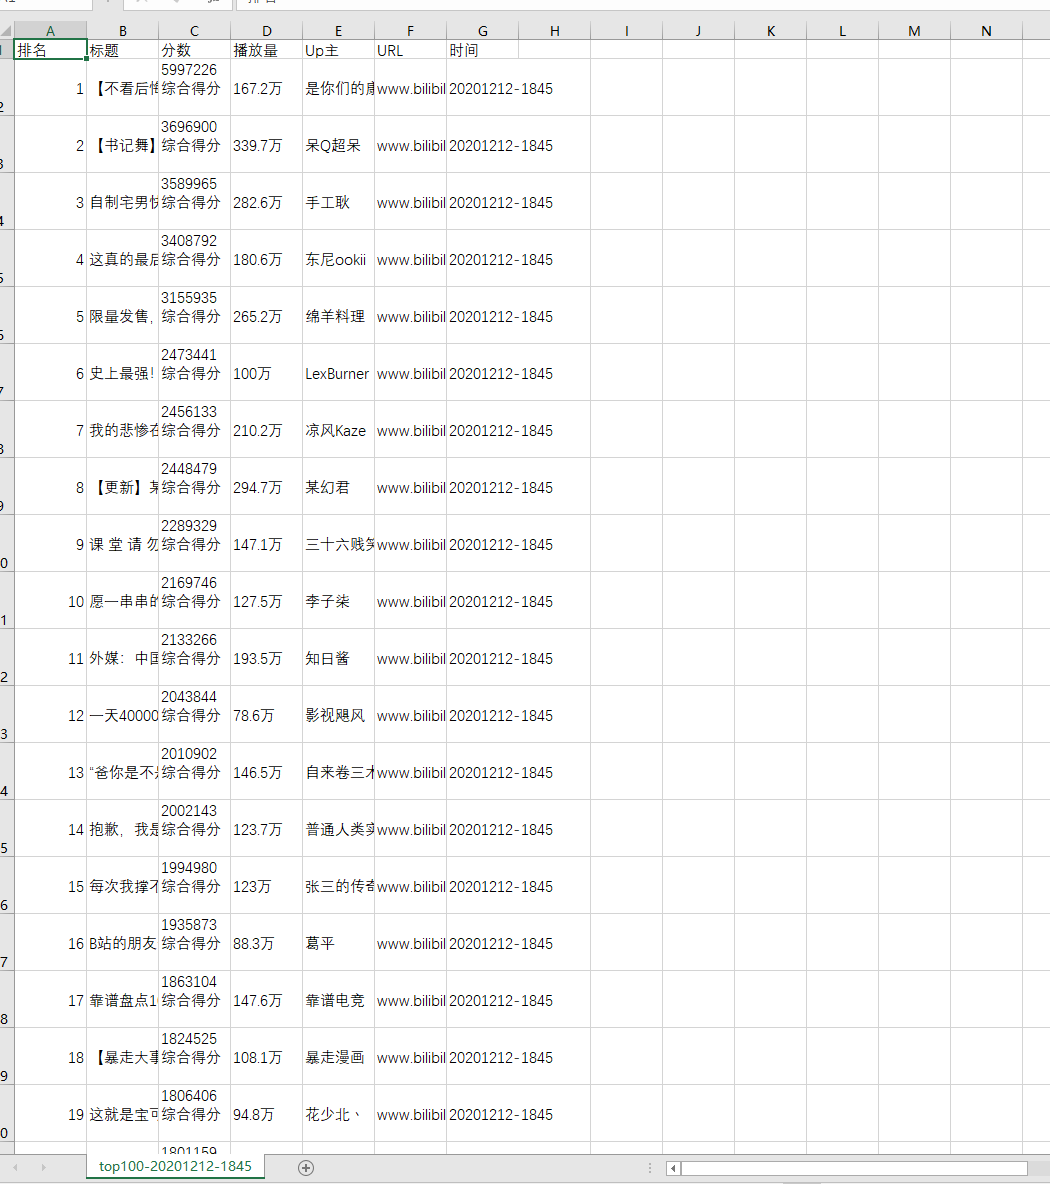 A B C D E F G H I J K L M N
排名 标题 分数 播放量 Up主 URL 时间
5997226
1 【不看后 综合得分 167.2万 是你们的 www.bilibil 20201212-1845
3696900
2 【书记舞】 综合得分 339.7万 呆Q超呆 www.bilibil 20201212-1845
3589965
3 自制宅男 综合得分 282.6万 手工耿 www.bilibil 20201212-1845
3408792
4 这真的最后 综合得分 180.6万 东尼ookii www.bilibil 20201212-1845
3155935
5 限量发售, 综合得分 265.2万 绵羊料理 www.bilibil 20201212-1845
2473441
6 史上最强! 综合得分 100万 LexBurner www.bilibil 20201212-1845
2456133
7 我的悲惨 综合得分 210.2万 凉风Kaze www.bilibil 20201212-1845
2448479
8 【更新】某 综合得分 294.7万 某幻君 www.bilibil 20201212-1845
2289329
9 课 堂 请 勿 综合得分 147.1万 三十六贱笑 www.bilibil 20201212-1845
2169746
10 愿一串串的 综合得分 127.5万 李子柒 www.bilibil 20201212-1845
2133266
11 外媒：中国 综合得分 193.5万 知日酱 www.bilibil 20201212-1845
2043844
12 一天40000 综合得分 78.6万 影视飓风 www.bilibil 20201212-1845
2010902
13 “爸你是不是 综合得分 146.5万 自来卷三木 www.bilibil 20201212-1845
2002143
14 抱歉，我是 综合得分 123.7万 普通人类实 www.bilibil 20201212-1845
1994980
15 每次我撑不 综合得分 123万 张三的传奇 www.bilibil 20201212-1845
1935873
16 B站的朋友 综合得分 88.3万 葛平 www.bilibil 20201212-1845
1863104
17 靠谱盘点1 综合得分 147.6万 靠谱电竞 www.bilibil 20201212-1845
1824525
18 【暴走大事 综合得分 108.1万 暴走漫画 www.bilibil 20201212-1845
1806406
19 这就是宝可 综合得分 94.8万 花少北丶 www.bilibil 20201212-1845
1801159
top100-20201212-1845